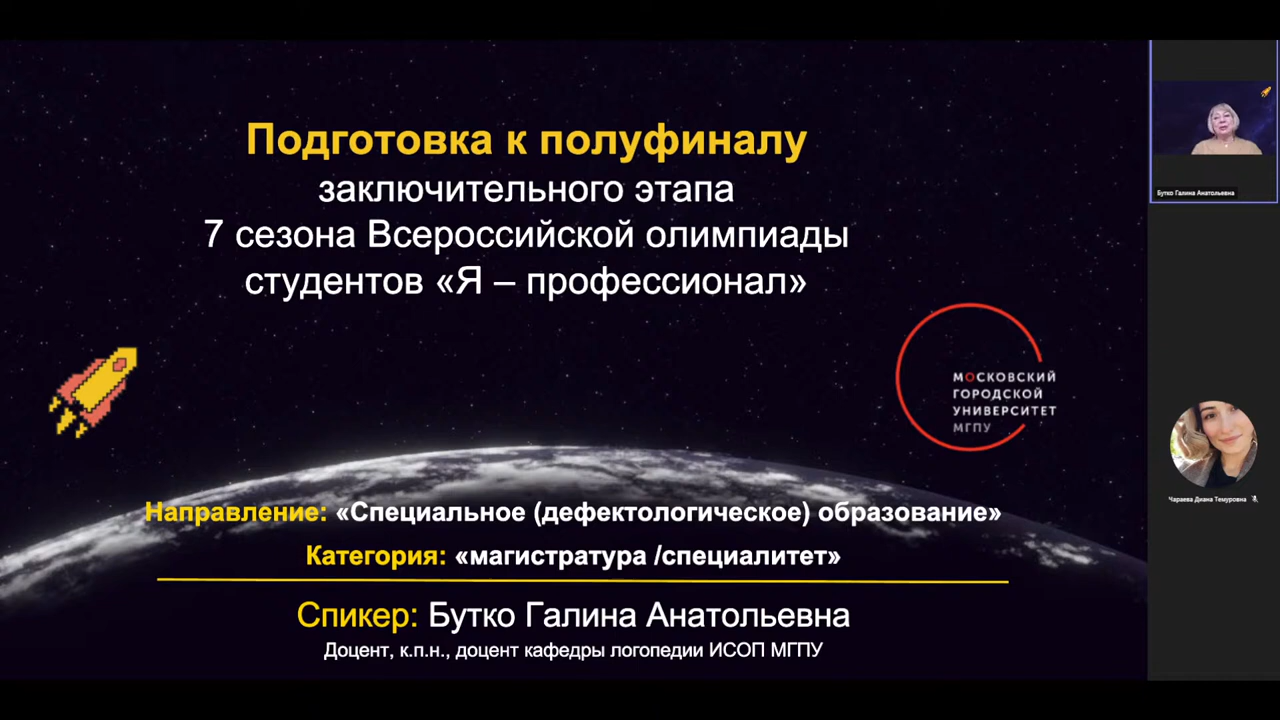 Подготовка к полуфиналу
заключительного этапа
7 сезона Всероссийской олимпиады
студентов «Я – профессионал»
МОСКОВСКИЙ
ГОРОДСКОЙ
УНИВЕРСИТЕТ
МГПУ
Направление: «Специальное (дефектологическое) образование»
Категория: «магистратура /специалитет»
Спикер: Бутко Галина Анатольевна
Доцент, к.п.н., доцент кафедры логопедии ИСОП МГПУ
Бутко Галина Анатольевна
Чараева Диана Темуровна